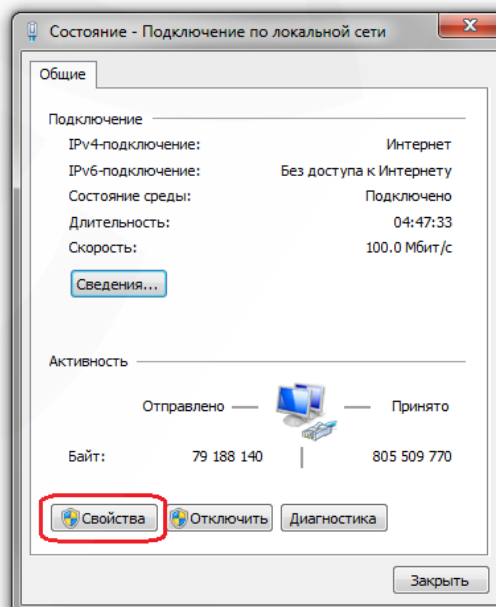 Состояние - Подключение по локальной сети
Общие
Подключение
IPv4-подключение: Интернет
IPv6-подключение: Без доступа к Интернету
Состояние среды: Подключено
Длительность: 04:47:33
Скорость: 100.0 Мбит/с
Сведения...
Активность
Отправлено — — Принято
Байт: 79 188 140 | 805 509 770
Свойства Отключить Диагностика
Закрыть